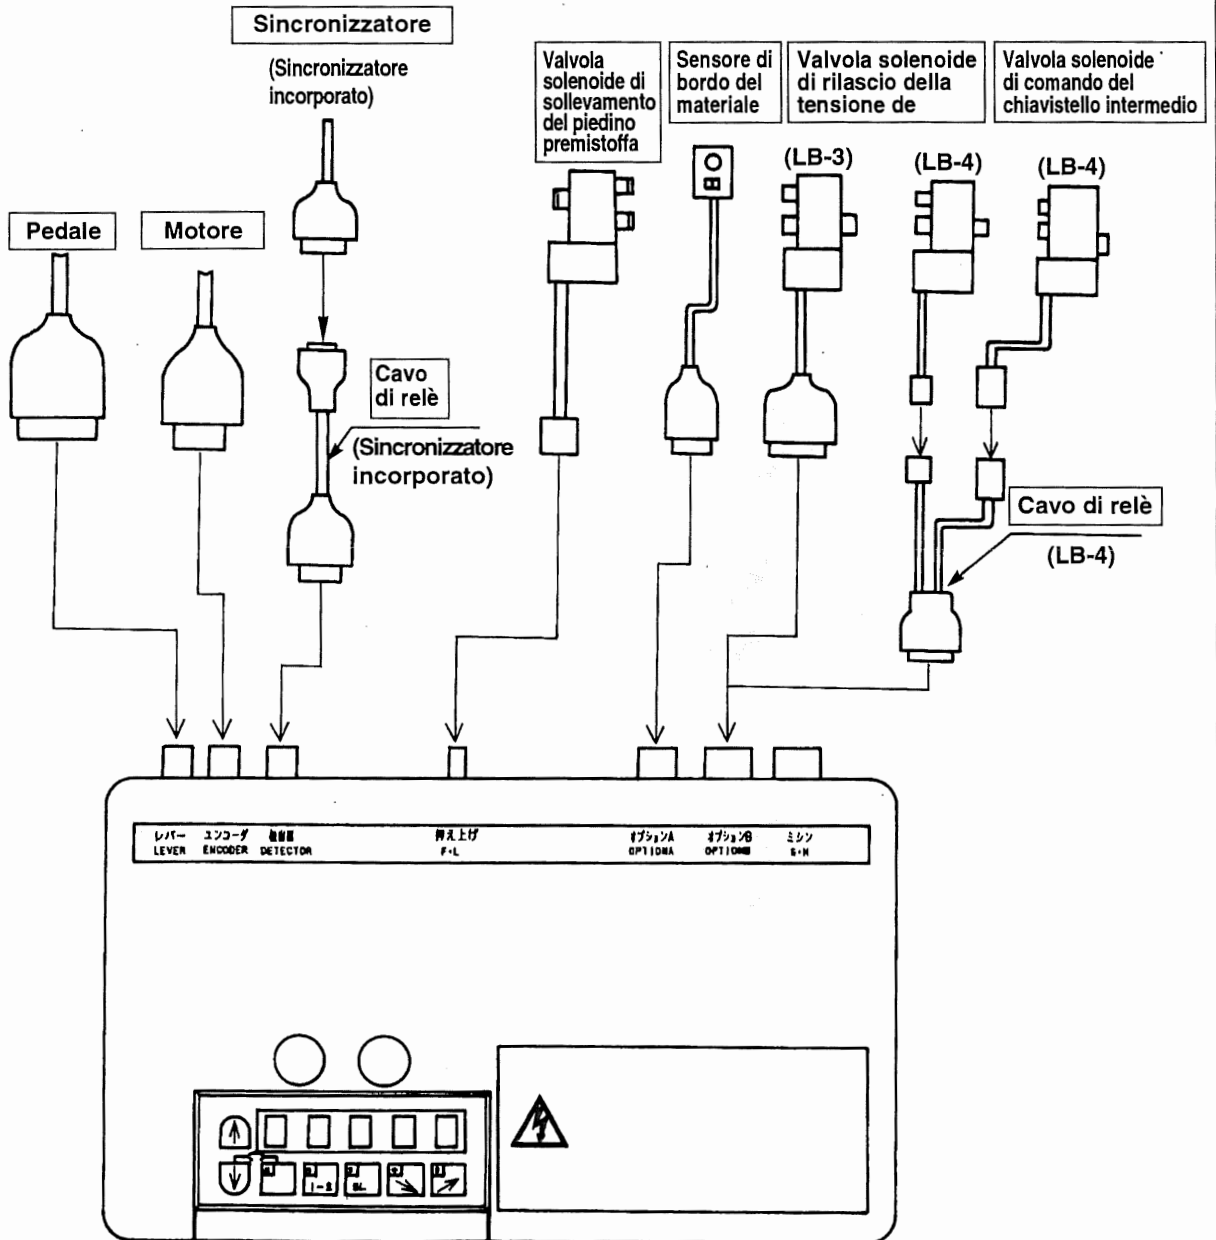 Sincronizzatore
(Sincronizzatore
incorporato)
Valvola
solenoide di
sollevamento
del piedino
premistoffa
Sensore di
bordo del
materiale
Valvola solenoide
di rilascio della
tensione de
Valvola solenoide
di comando del
chiavistello intermedio
(LB-3)
(LB-4)
(LB-4)
Pedale
Motore
Cavo
di relè
(Sincronizzatore
incorporato)
Cavo di relè
(LB-4)
レバー
LEVER
エンコーダ
ENCODER
検出器
DETECTOR
押え上げ
F·L
オプションA
OPTIONA
オプションB
OPTIONB
ミシン
S·M